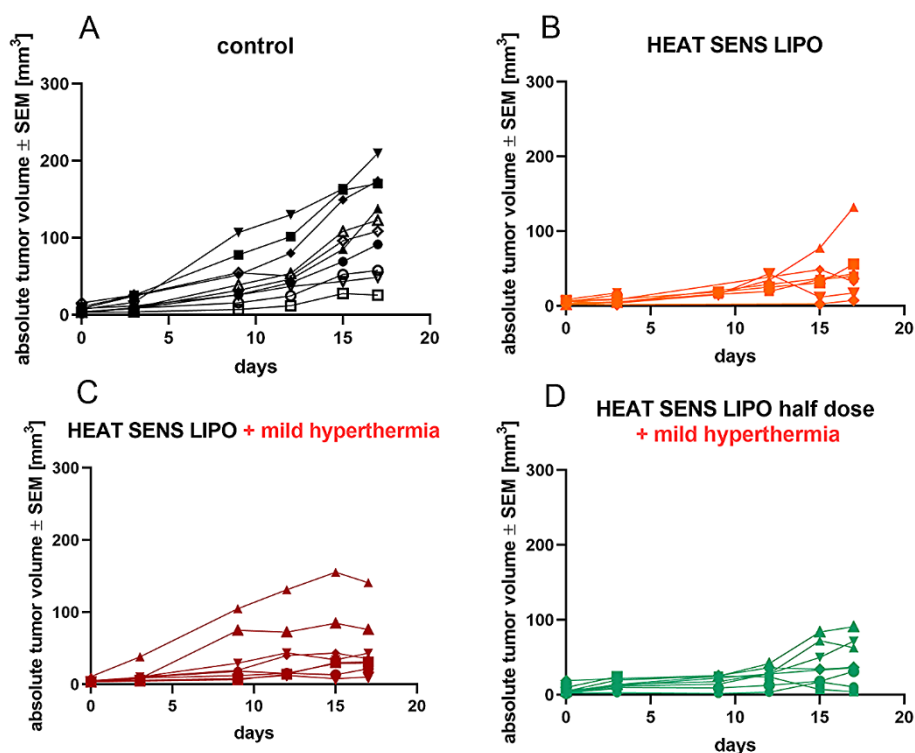 A
control
absolute tumor volume ± SEM [mm³]
300
200
100
0
0 5 10 15 20
days
B
HEAT SENS LIPO
absolute tumor volume ± SEM [mm³]
300
200
100
0
0 5 10 15 20
days
C
HEAT SENS LIPO + mild hyperthermia
absolute tumor volume ± SEM [mm³]
300
200
100
0
0 5 10 15 20
days
D
HEAT SENS LIPO half dose
+ mild hyperthermia
absolute tumor volume ± SEM [mm³]
300
200
100
0
0 5 10 15 20
days